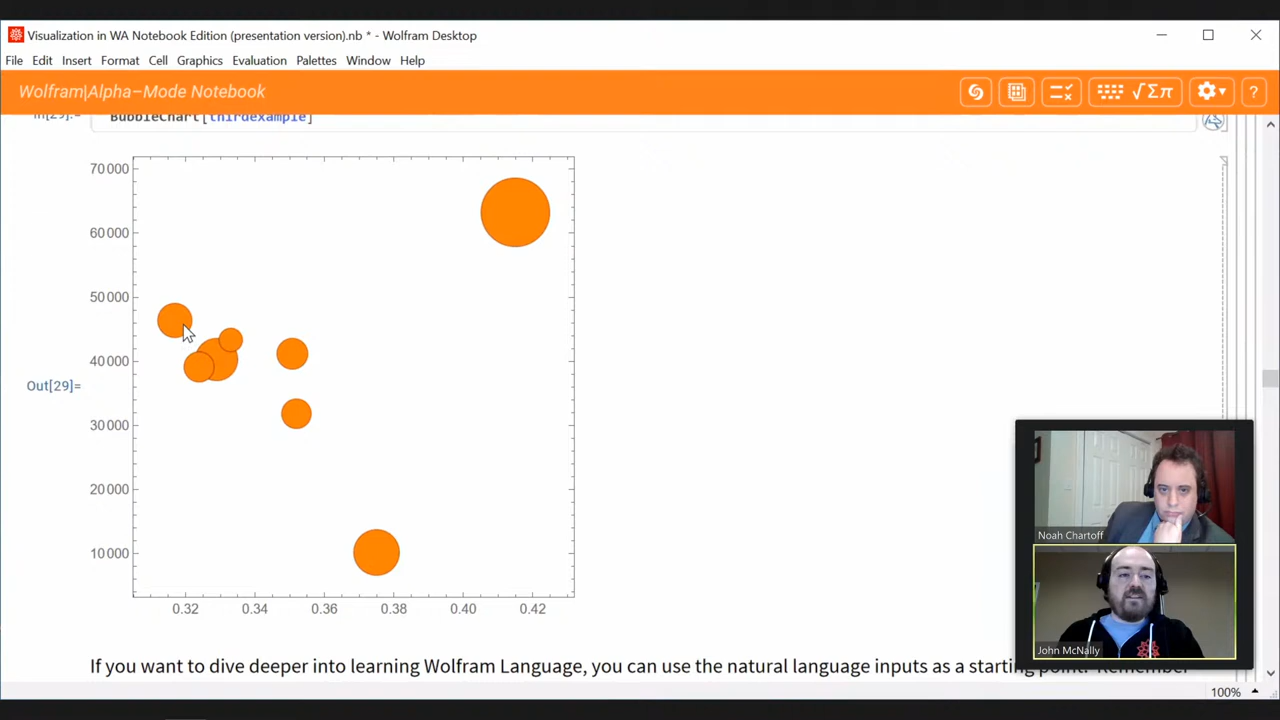 Visualization in WA Notebook Edition (presentation version).nb * - Wolfram Desktop
File Edit Insert Format Cell Graphics Evaluation Palettes Window Help
Wolfram|Alpha–Mode Notebook
√Σπ ?
In[29]:= BubbleChart[thirdexample]
70 000
60 000
50 000
40 000
Out[29]=
30 000
20 000
10 000
0.32 0.34 0.36 0.38 0.40 0.42
Noah Chartoff
John McNally
If you want to dive deeper into learning Wolfram Language, you can use the natural language inputs as a starting point. Remember
100%